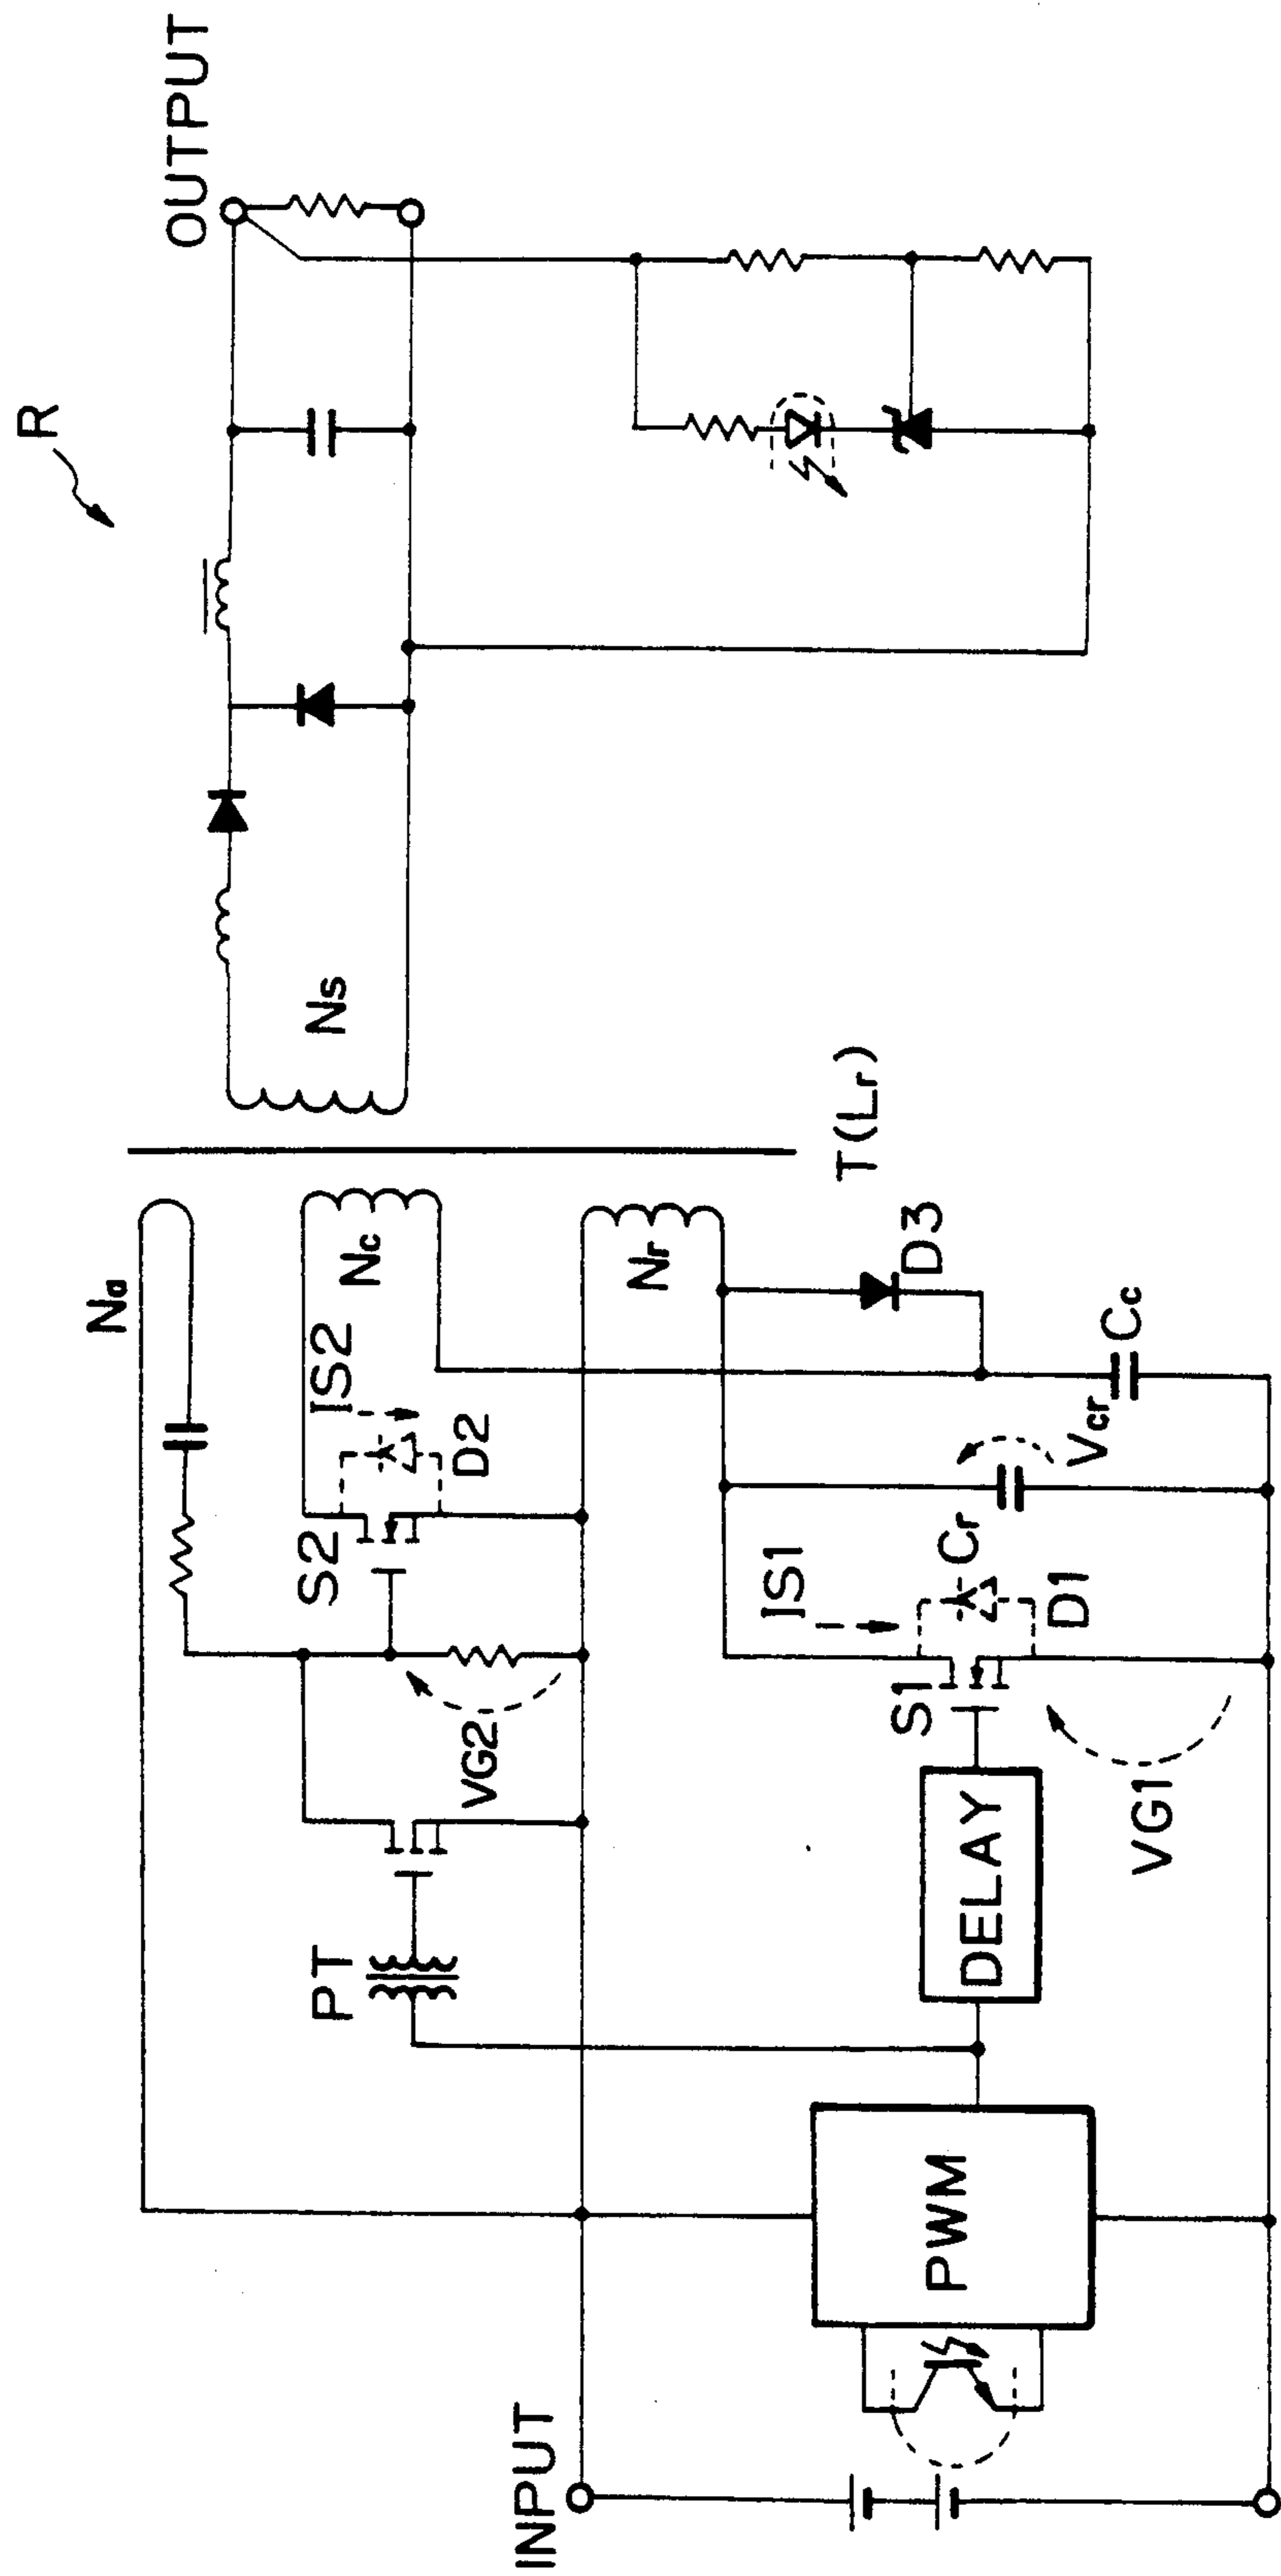 R
OUTPUT
Na
Ns
Nc
IS2
D2
S2
Nr
T(Lr)
D3
PT
VG2
Cc
Vcr
Cr
IS1
D1
S1
VG1
DELAY
PWM
INPUT